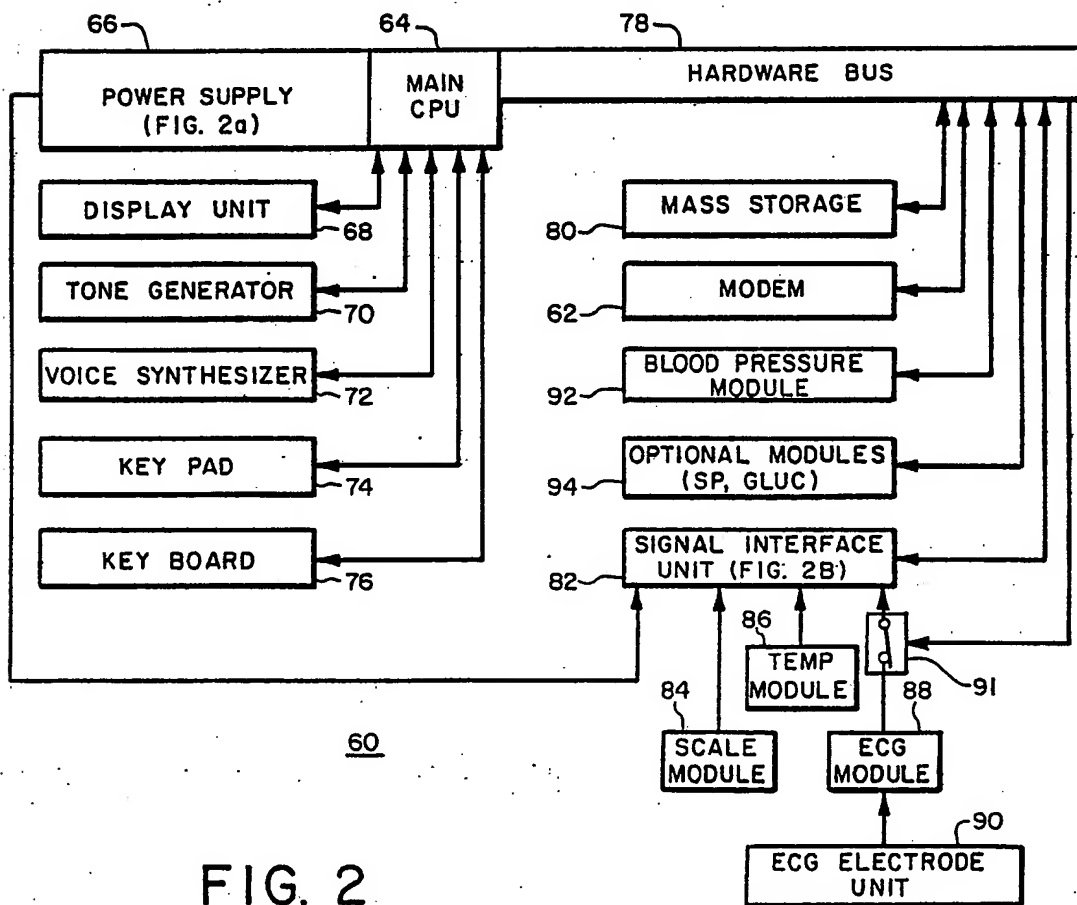 66
64
78
POWER SUPPLY
(FIG. 2a)
MAIN
CPU
HARDWARE BUS
DISPLAY UNIT
68
TONE GENERATOR
70
VOICE SYNTHESIZER
72
KEY PAD
74
KEY BOARD
76
MASS STORAGE
80
MODEM
62
BLOOD PRESSURE
MODULE
92
OPTIONAL MODULES
(SP, GLUC)
94
SIGNAL INTERFACE
UNIT (FIG. 2B)
82
86
TEMP
MODULE
91
84
SCALE
MODULE
88
ECG
MODULE
60
90
ECG ELECTRODE
UNIT
FIG. 2